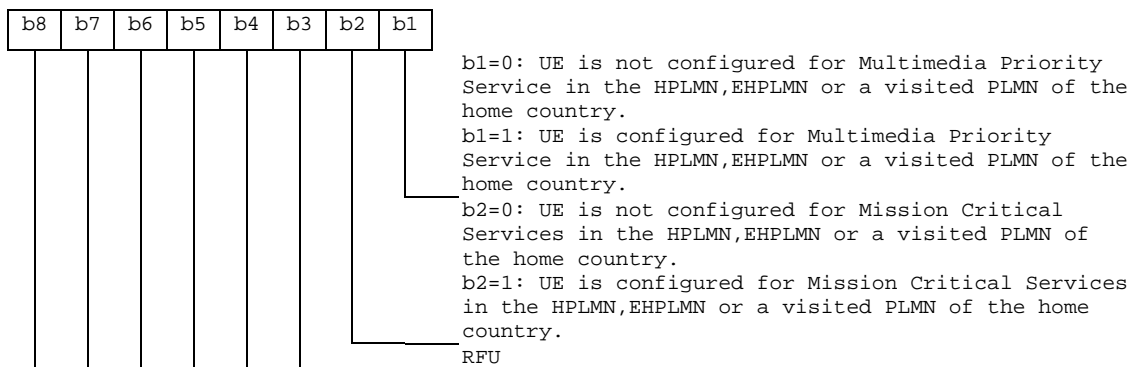 b8 b7 b6 b5 b4 b3 b2 b1
b1=0: UE is not configured for Multimedia Priority
Service in the HPLMN,EHPLMN or a visited PLMN of the
home country.
b1=1: UE is configured for Multimedia Priority
Service in the HPLMN,EHPLMN or a visited PLMN of the
home country.
b2=0: UE is not configured for Mission Critical
Services in the HPLMN,EHPLMN or a visited PLMN of
the home country.
b2=1: UE is configured for Mission Critical Services
in the HPLMN,EHPLMN or a visited PLMN of the home
country.
RFU